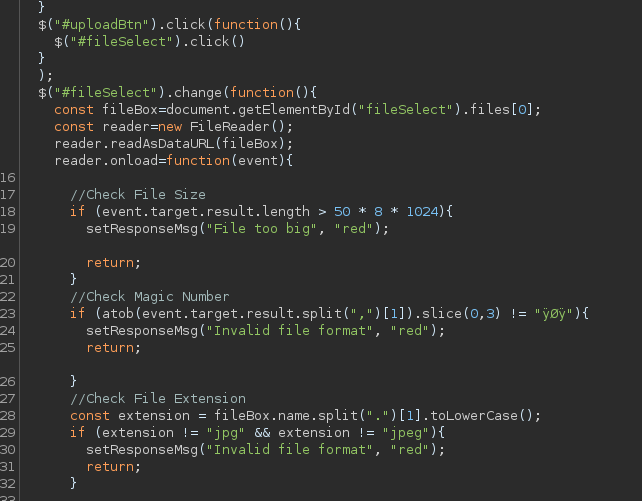 }
$("#uploadBtn").click(function(){
$("#fileSelect").click()
}
);
$("#fileSelect").change(function(){
const fileBox=document.getElementById("fileSelect").files[0];
const reader=new FileReader();
reader.readAsDataURL(fileBox);
reader.onload=function(event){
16
17 //Check File Size
18 if (event.target.result.length > 50 * 8 * 1024){
19 setResponseMsg("File too big", "red");
20 return;
21 }
22 //Check Magic Number
23 if (atob(event.target.result.split(",")[1]).slice(0,3) != "ÿØÿ"){
24 setResponseMsg("Invalid file format", "red");
25 return;
26 }
27 //Check File Extension
28 const extension = fileBox.name.split(".")[1].toLowerCase();
29 if (extension != "jpg" && extension != "jpeg"){
30 setResponseMsg("Invalid file format", "red");
31 return;
32 }
33